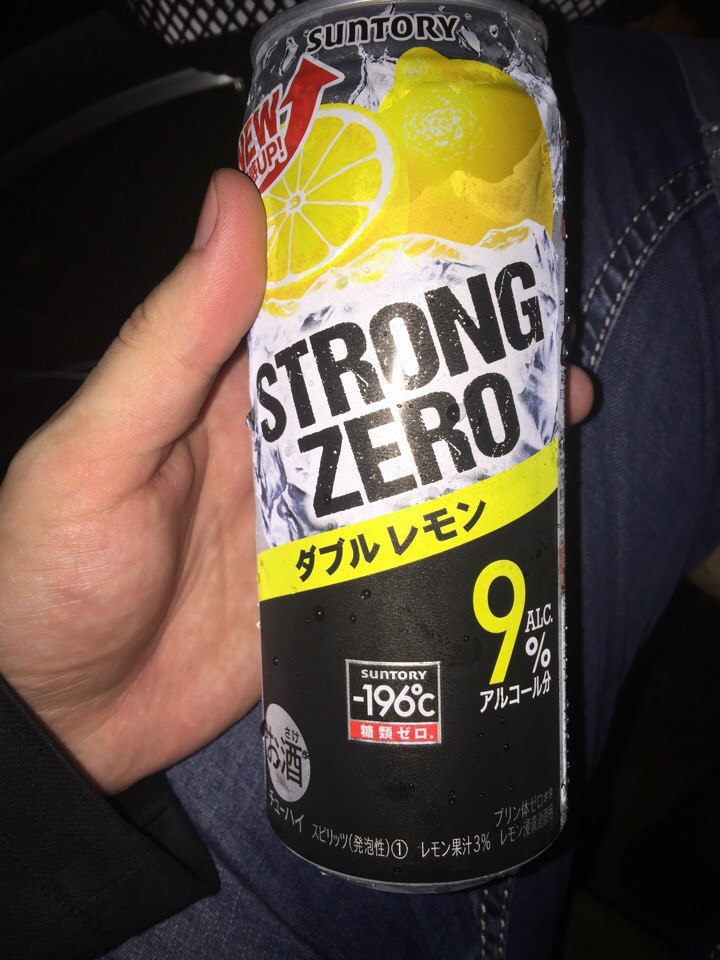 SUNTORY
NEW
UP!
STRONG
ZERO
ダブルレモン
9
ALC.
%
アルコール分
SUNTORY
-196℃
糖類ゼロ。
さけ
お酒
チューハイ
スピリッツ(発泡性)①
レモン果汁3%
プリン体ゼロ
レモン浸漬酒使用